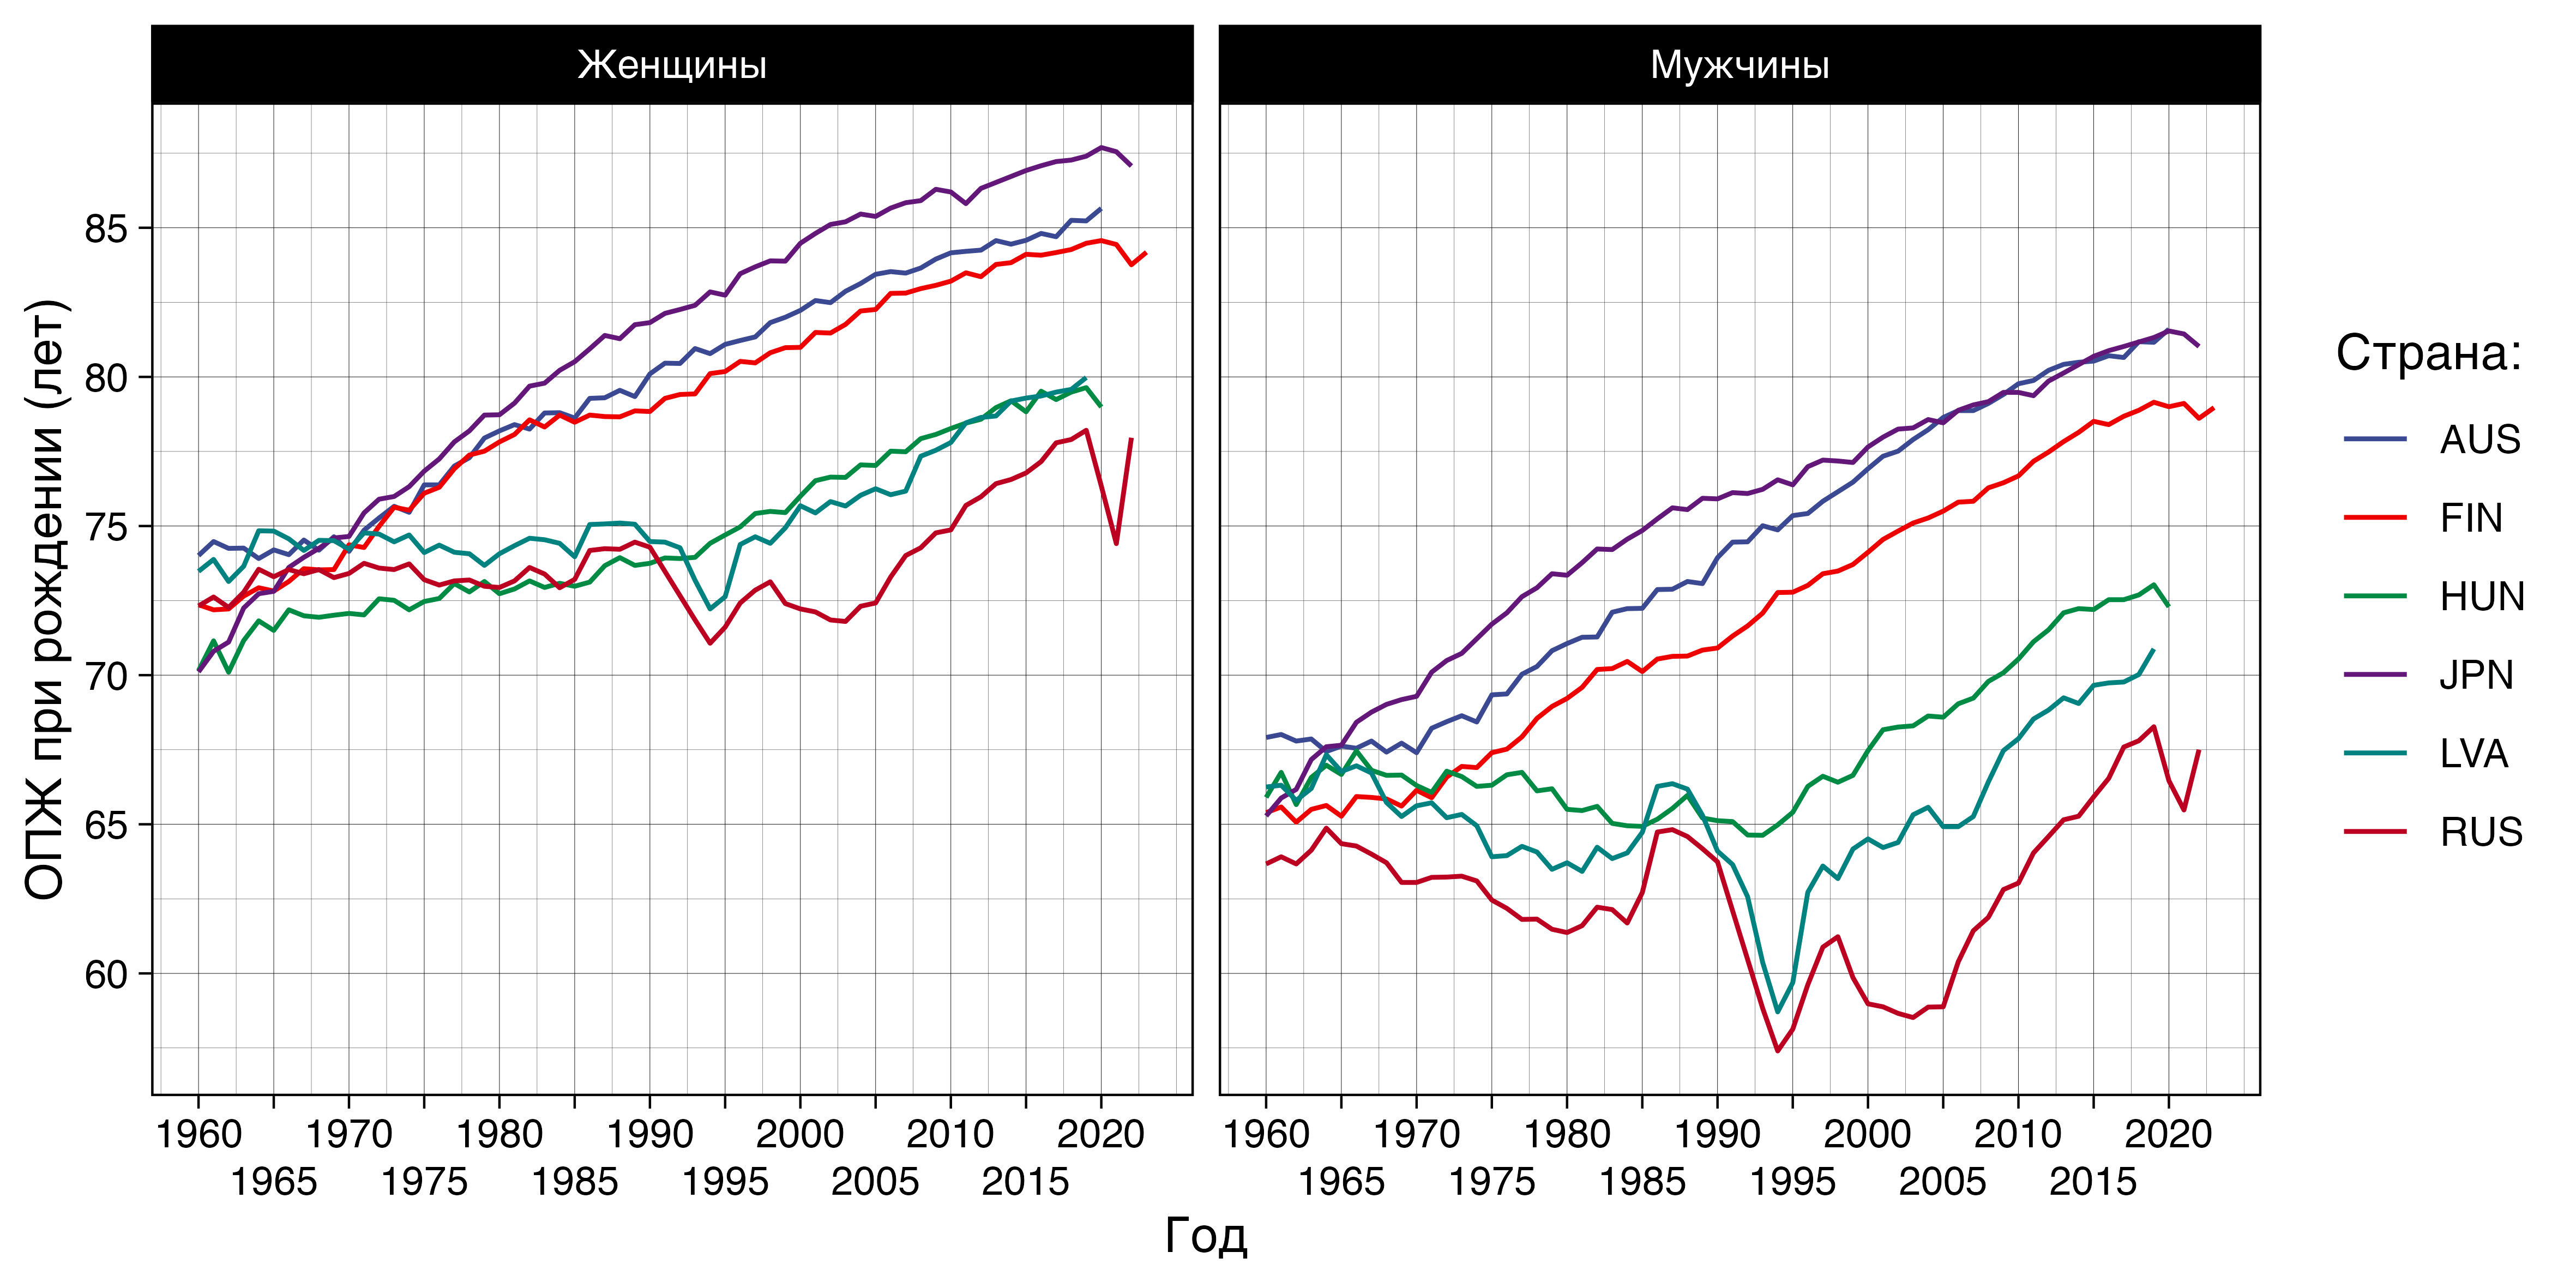 Женщины
Мужчины
ОПЖ при рождении (лет)
85
80
75
70
65
60
1960 1970 1980 1990 2000 2010 2020
1965 1975 1985 1995 2005 2015
1960 1970 1980 1990 2000 2010 2020
1965 1975 1985 1995 2005 2015
Год
Страна:
AUS
FIN
HUN
JPN
LVA
RUS